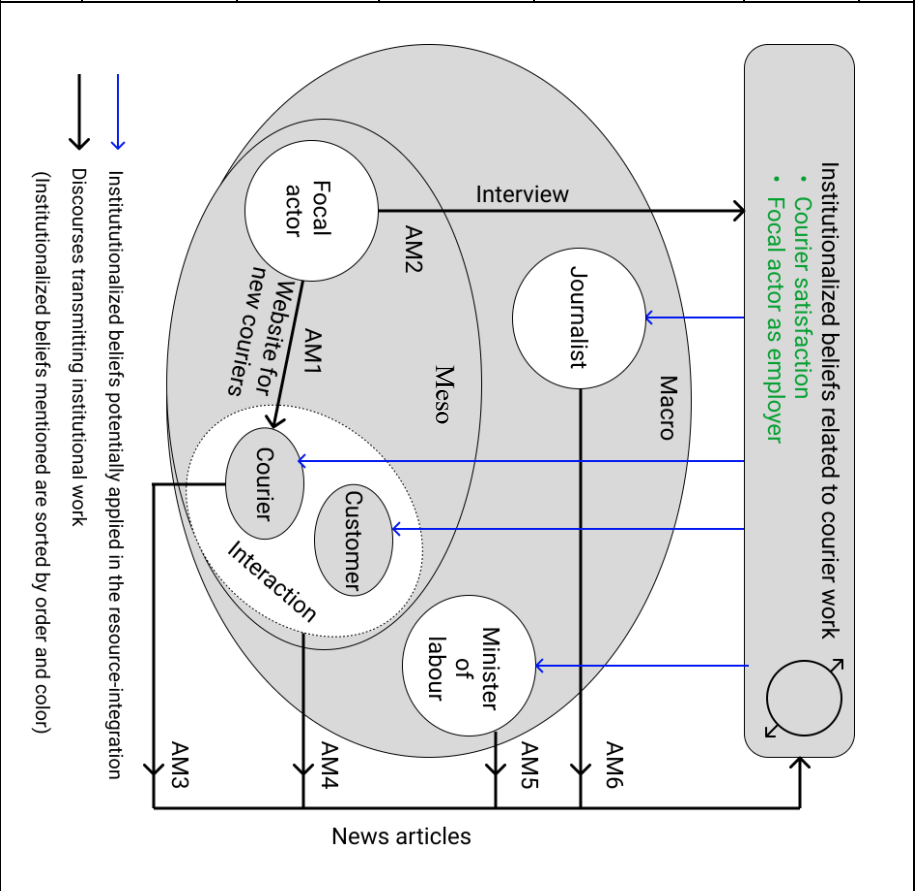 Institutionalized beliefs related to courier work
• Courier satisfaction
• Focal actor as employer
Macro
Journalist
Interview
Meso
AM2
Focal
actor
AM1
Website for
new couriers
Courier
Customer
Interaction
Minister
of
labour
AM6
AM5
AM4
AM3
News articles
Instititutionalized beliefs potentially applied in the resource-integration
Discourses transmitting institutional work
(Institutionalized beliefs mentioned are sorted by order and color)